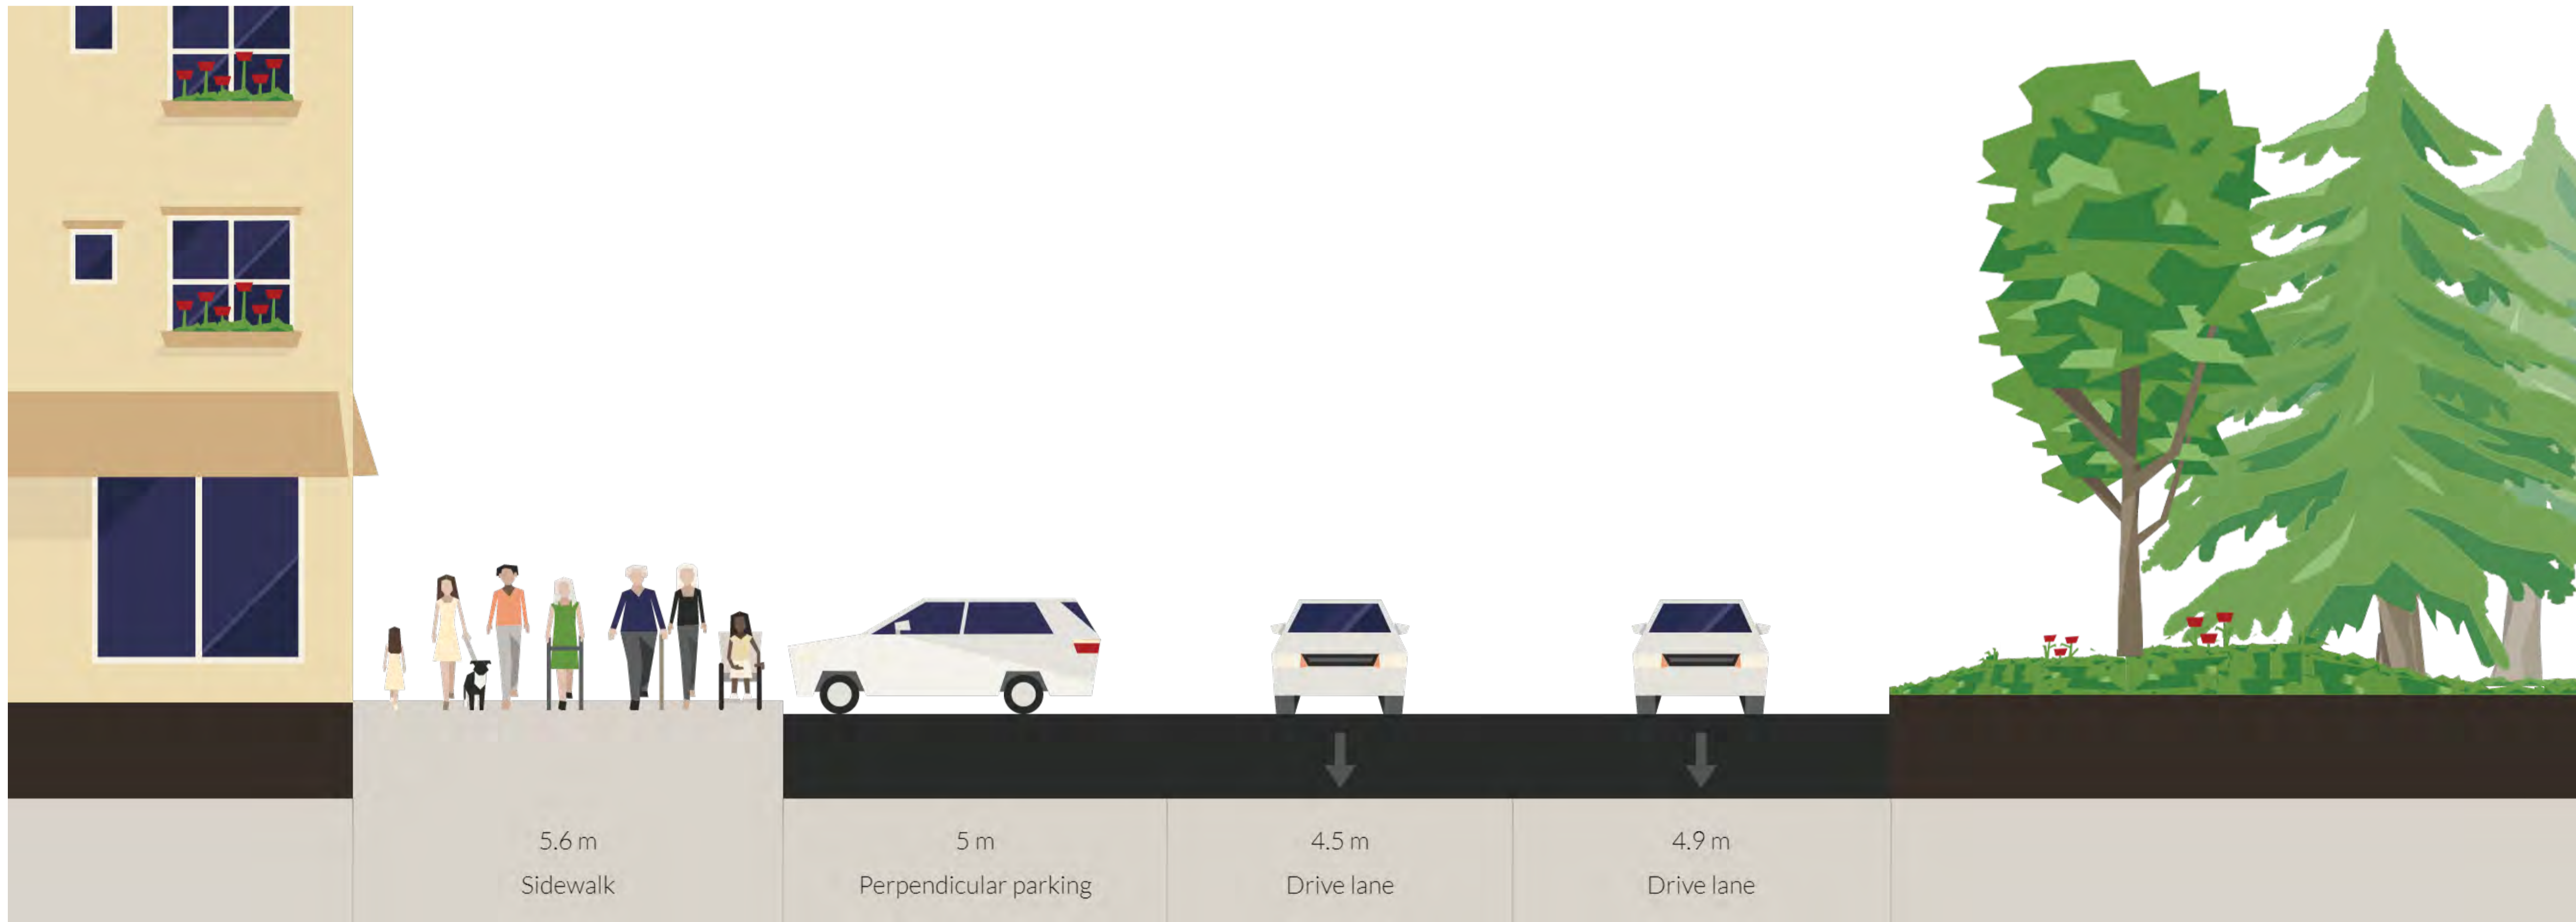 5.6 m
Sidewalk
5 m
Perpendicular parking
4.5 m
Drive lane
4.9 m
Drive lane